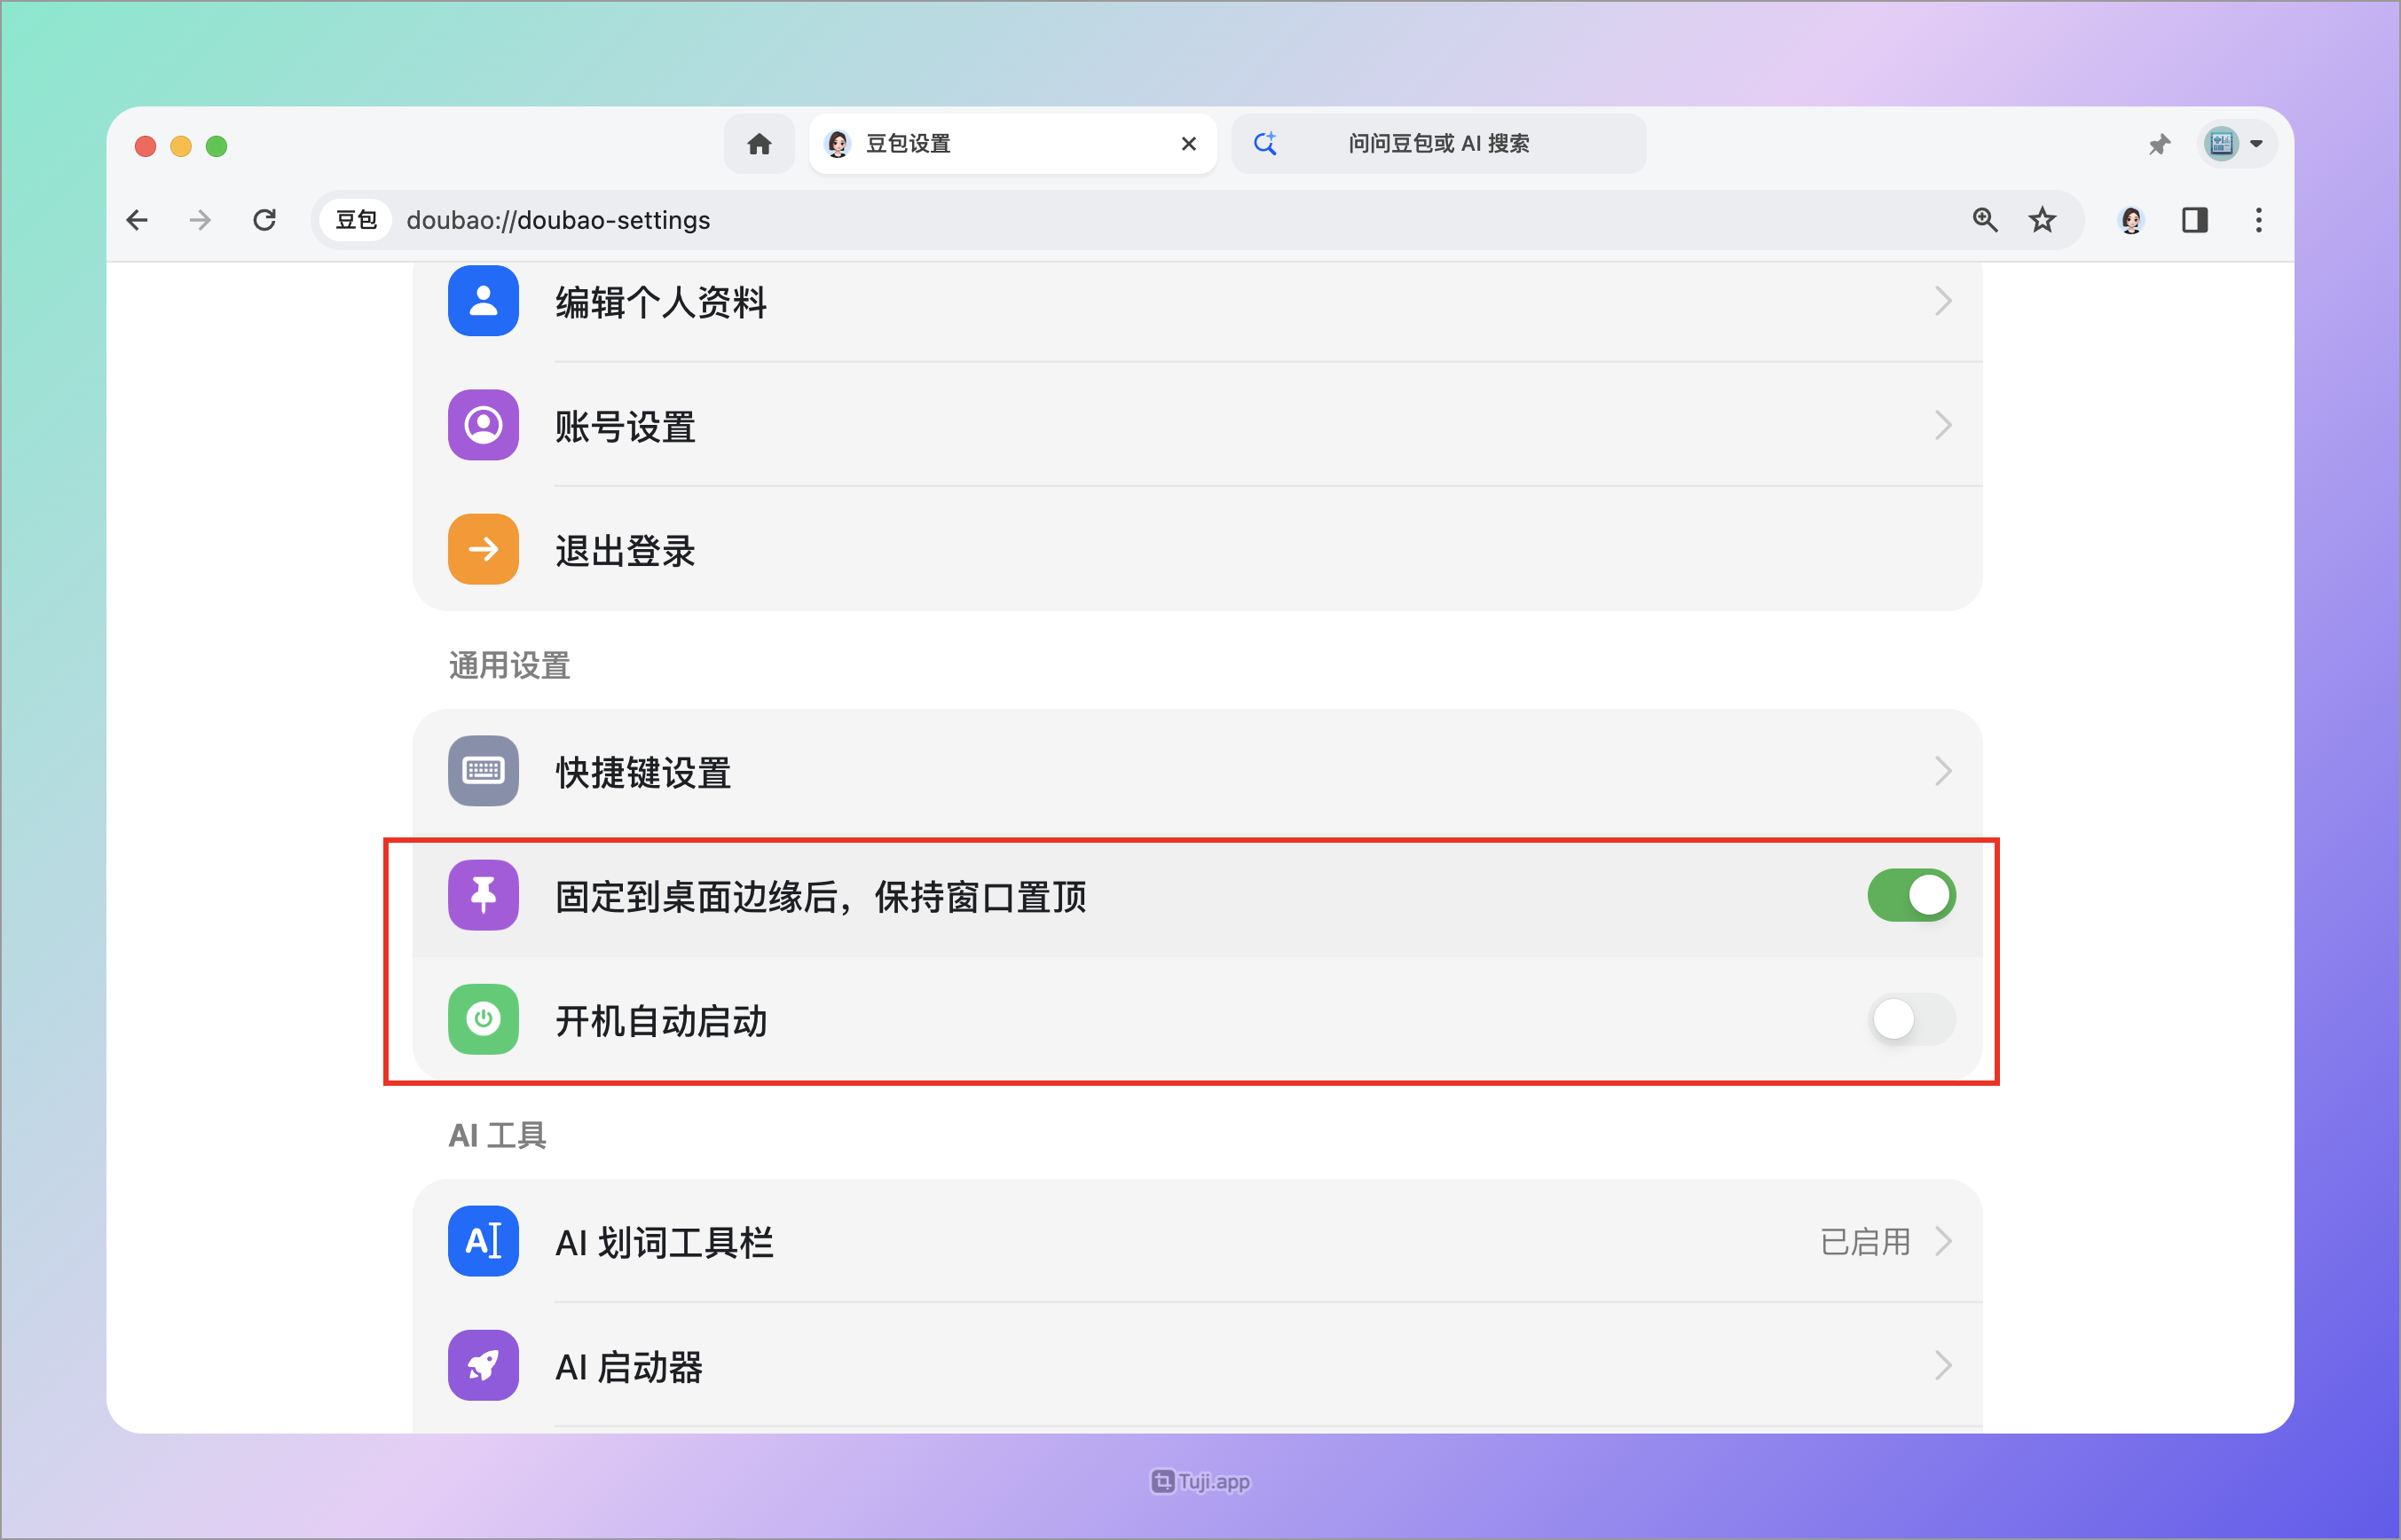 豆包设置
问问豆包或 AI 搜索
豆包
doubao://doubao-settings
编辑个人资料
账号设置
退出登录
通用设置
快捷键设置
固定到桌面边缘后，保持窗口置顶
开机自动启动
AI 工具
AI 划词工具栏
已启用
AI 启动器
Tuji.app